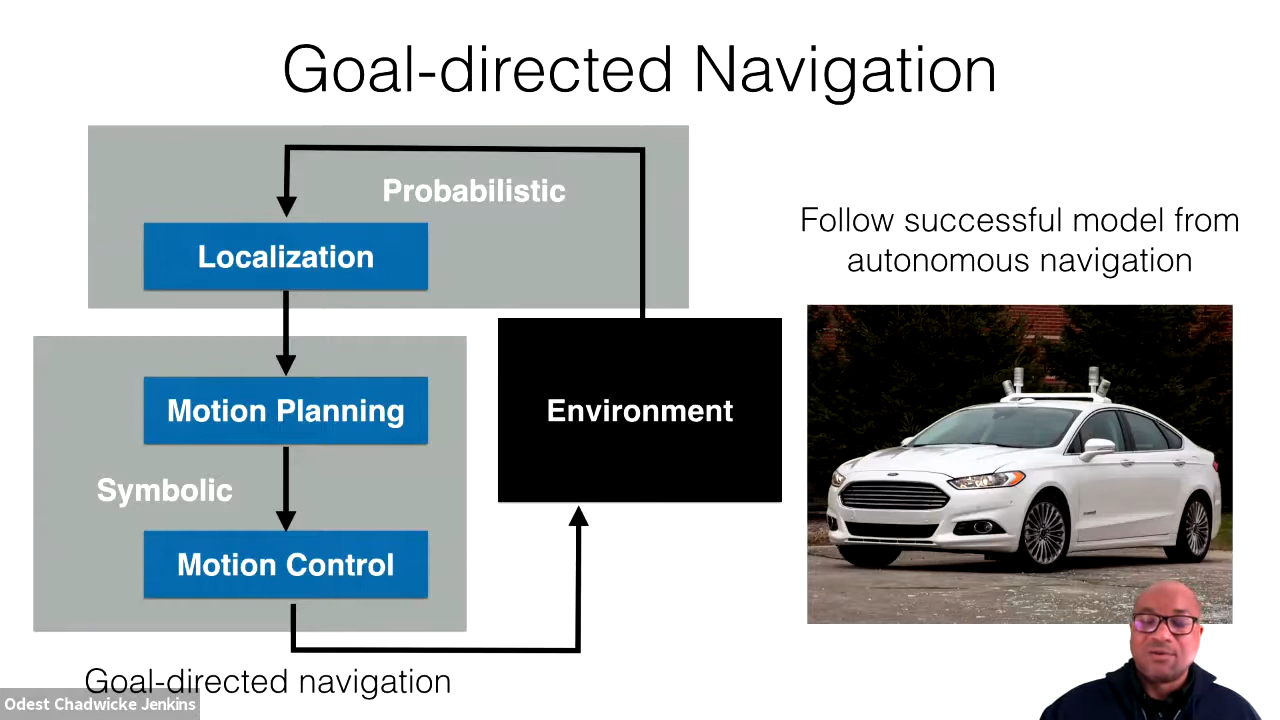 Goal-directed Navigation
Probabilistic
Localization
Motion Planning
Symbolic
Motion Control
Environment
Follow successful model from
autonomous navigation
Goal-directed navigation
Odest Chadwicke Jenkins